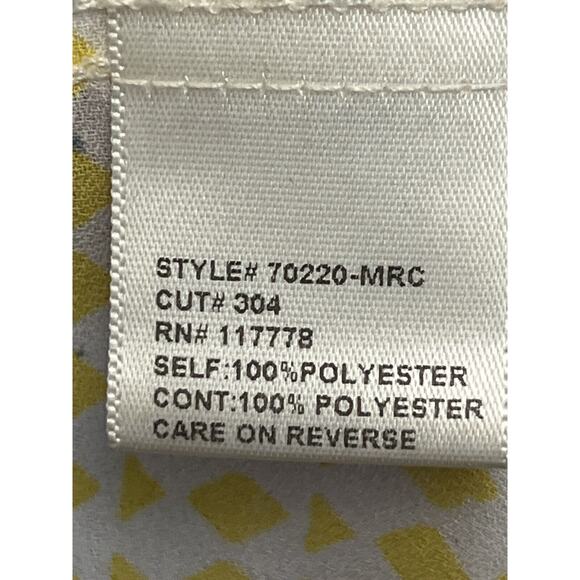 STYLE# 70220-MRC
CUT# 304
RN# 117778
SELF:100%POLYESTER
CONT:100% POLYESTER
CARE ON REVERSE